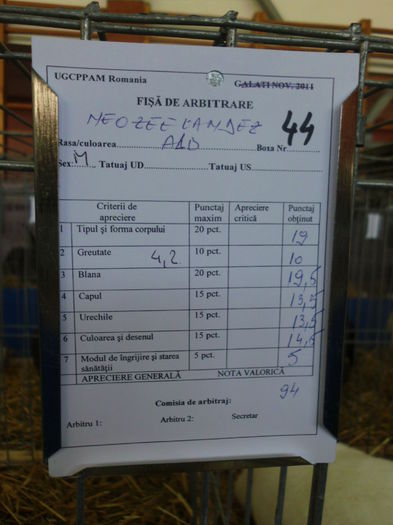 UGCPPAM Romania GALATI NOV. 2011
FIŞĂ DE ARBITRARE
NEOZEELANDEZ
Rasa/culoarea ALB Boxa Nr 44
Sex: M Tatuaj UD Tatuaj US
Criterii de apreciere Punctaj maxim Apreciere critică Punctaj obţinut
1 Tipul şi forma corpului 20 pct. 19
2 Greutate 4,2 10 pct. 10
3 Blana 20 pct. 19,5
4 Capul 15 pct. 13,5
5 Urechile 15 pct. 13,5
6 Culoarea şi desenul 15 pct. 14,5
7 Modul de îngrijire şi starea sănătăţii 5 pct. 5
APRECIERE GENERALĂ NOTA VALORICĂ
94
Comisia de arbitraj:
Arbitru 1: Arbitru 2: Secretar